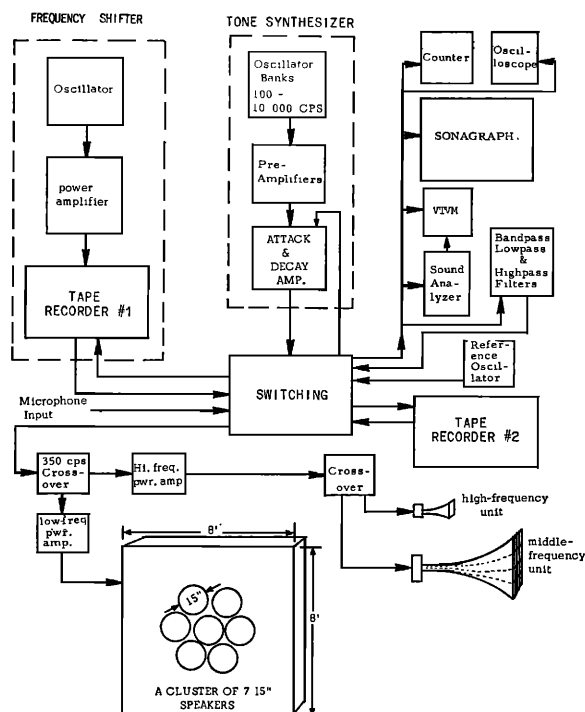 FREQUENCY SHIFTER
TONE SYNTHESIZER
Oscillator
power
amplifier
TAPE
RECORDER #1
Oscillator
Banks
100 -
10 000 CPS
Pre-
Amplifiers
ATTACK
&
DECAY
AMP.
Counter
Oscil-
loscope
SONAGRAPH.
VTVM
Sound
Ana-
lyzer
Bandpass
Lowpass
&
Highpass
Filters
Refer-
ence
Oscil-
lator
SWITCHING
Microphone
Input
TAPE
RECORDER #2
350 cps
Cross-
over
Hi. freq.
pwr. amp
Cross-
over
high-frequency
unit
low-freq
pwr.
amp.
middle-
frequency
unit
8'
15"
8'
A CLUSTER OF 7 15"
SPEAKERS